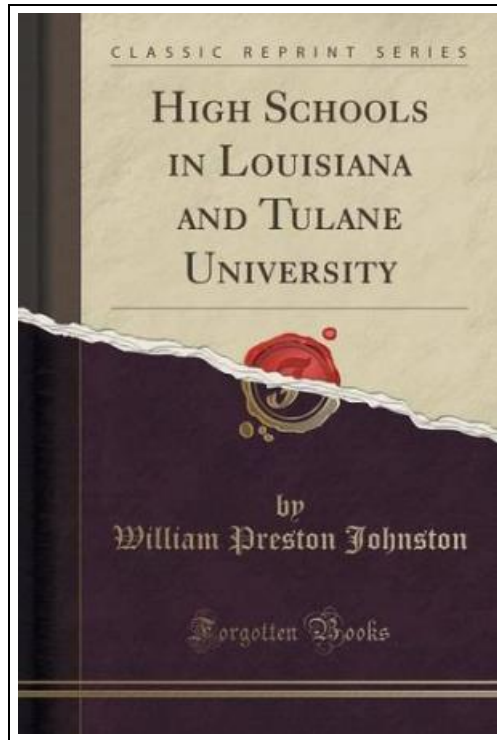 CLASSIC REPRINT SERIES
HIGH SCHOOLS
IN LOUISIANA
AND TULANE
UNIVERSITY
by
William Preston Johnston
Forgotten Books